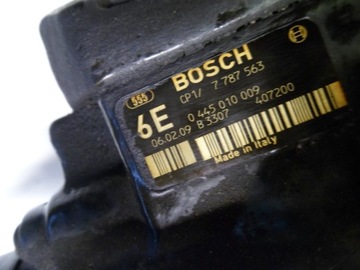 555 BOSCH
CP1/ 7 787 563
6E 0 445 010 009
06.02.09 B 3307 407200
Made in Italy